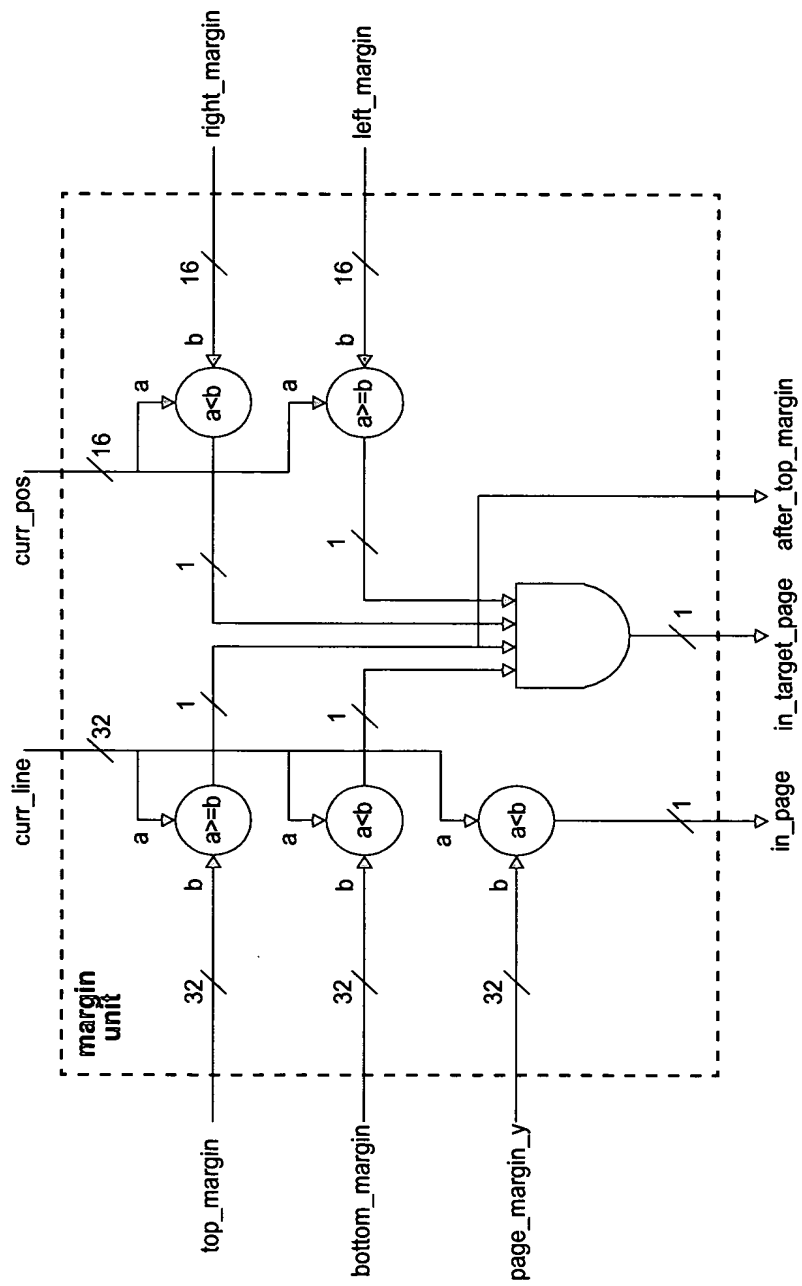 curr_line
curr_pos
margin
unit
32
16
a
a
top_margin
32
b
a>=b
1
1
a<b
b
16
right_margin
a
a
bottom_margin
32
b
a<b
1
1
a>=b
b
16
left_margin
a
page_margin_y
32
b
a<b
1
1
in_page
in_target_page
after_top_margin